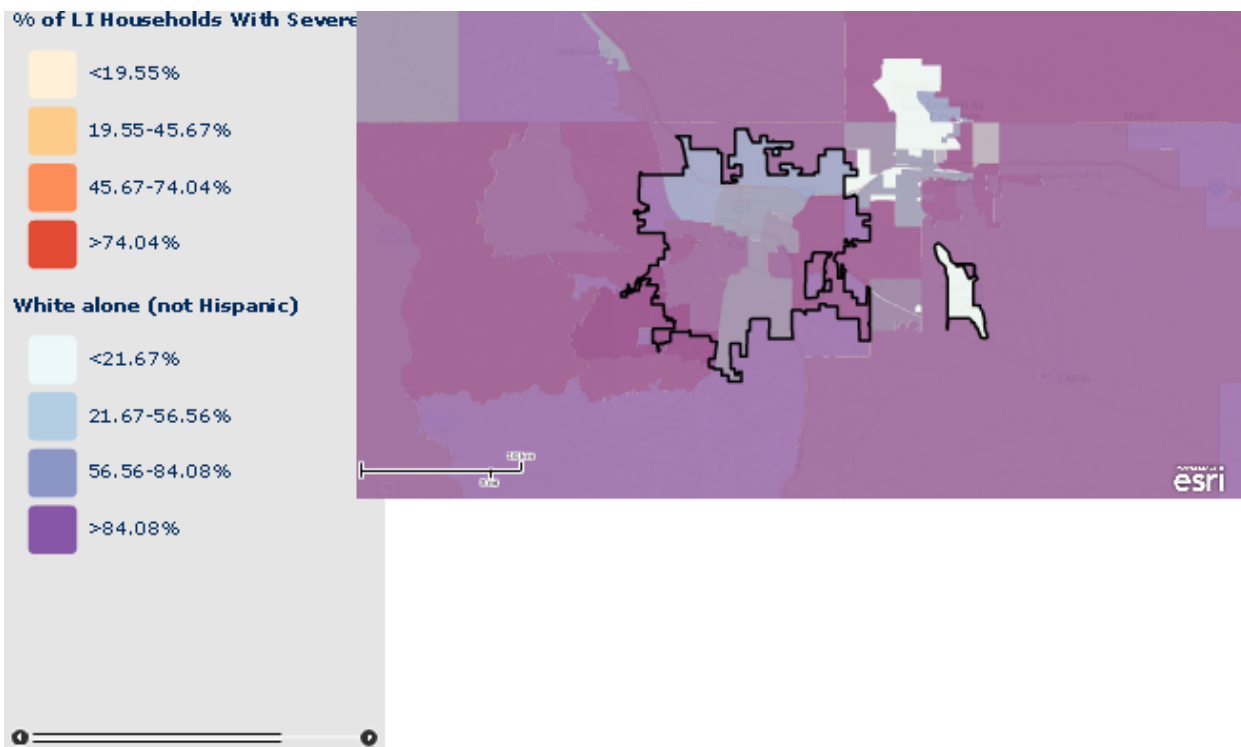 % of LI Households With Severe
<19.55%
19.55-45.67%
45.67-74.04%
>74.04%
White alone (not Hispanic)
<21.67%
21.67-56.56%
56.56-84.08%
>84.08%
esri